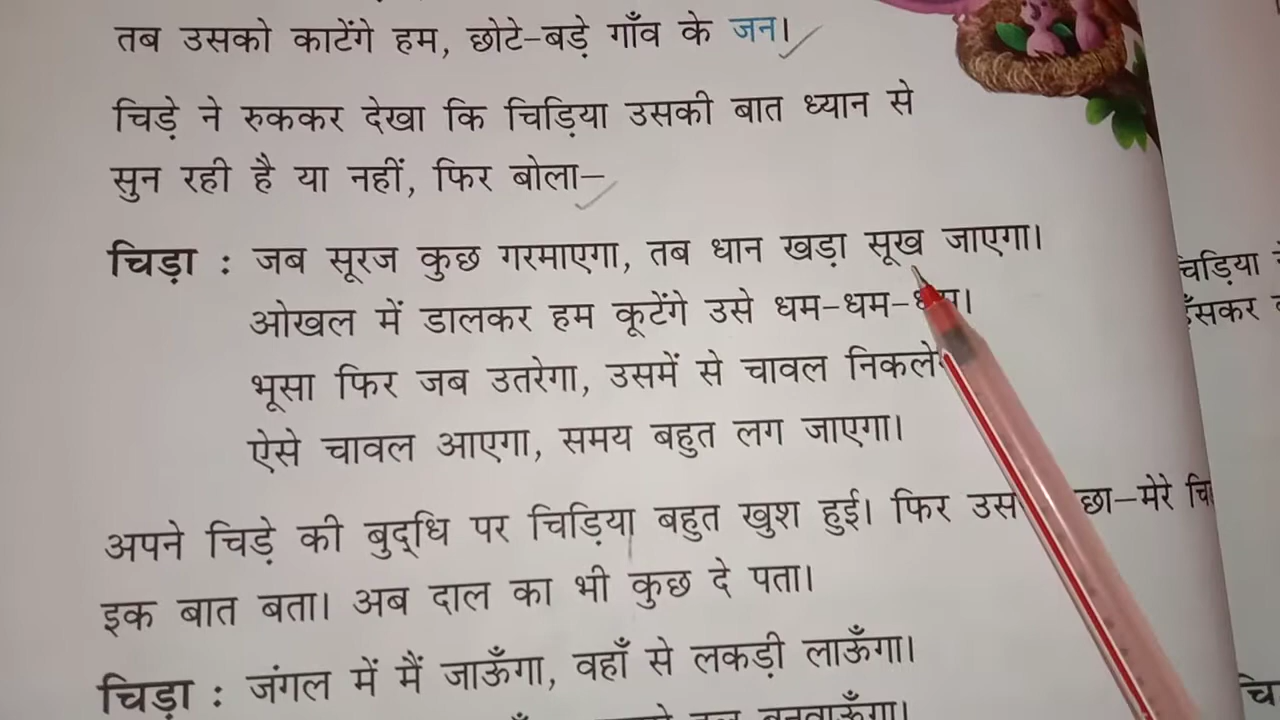 तब उसको काटेंगे हम, छोटे-बड़े गाँव के जन।
चिड़े ने रुककर देखा कि चिड़िया उसकी बात ध्यान से
सुन रही है या नहीं, फिर बोला–
चिड़ा : जब सूरज कुछ गरमाएगा, तब धान खड़ा सूख जाएगा।
ओखल में डालकर हम कूटेंगे उसे धम-धम-धम।
भूसा फिर जब उतरेगा, उसमें से चावल
ऐसे चावल आएगा, समय बहुत लग जाएगा।
अपने चिड़े की बुद्धि पर चिड़िया बहुत खुश हुई। फिर मेरे
इक बात बता। अब दाल का भी कुछ दे पता।
चिड़ा : जंगल में मैं जाऊँगा, वहाँ से लकड़ी लाऊँगा।
बनवाऊँगा।
चिड़िया